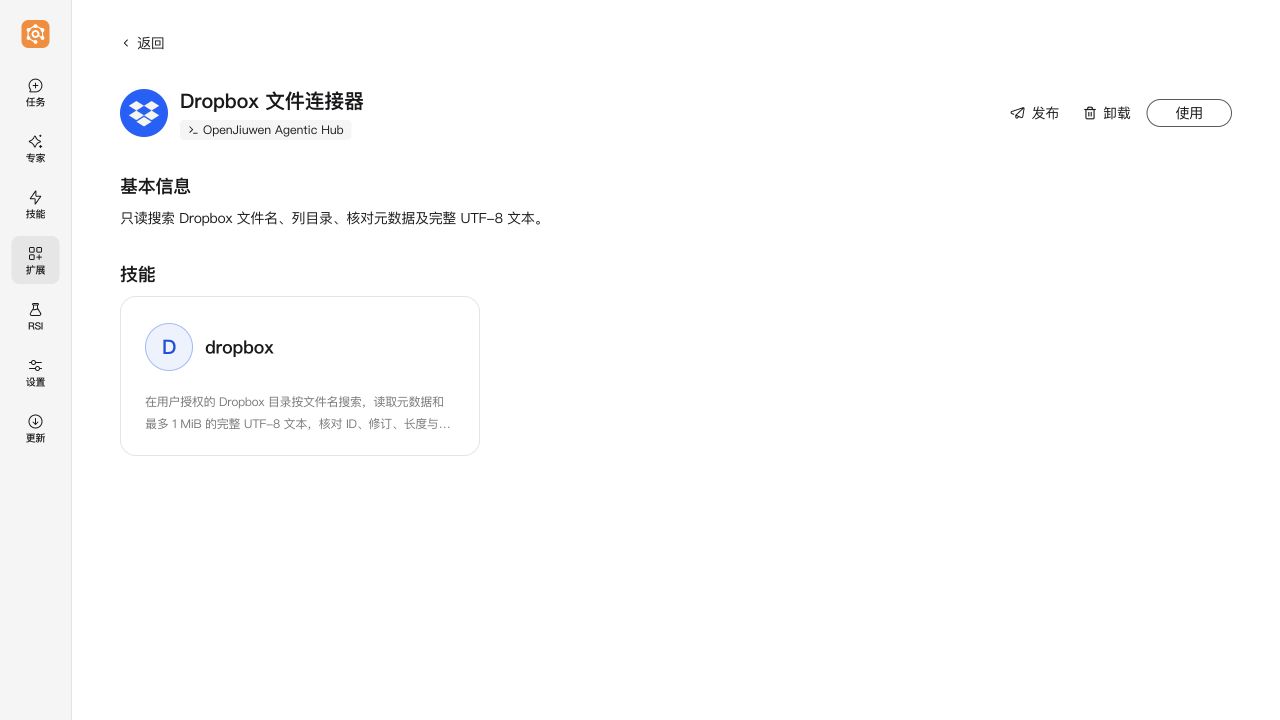 任务
专家
技能
扩展
RSI
设置
更新
返回
Dropbox 文件连接器
OpenJiuwen Agentic Hub
发布
卸载
使用
基本信息
只读搜索 Dropbox 文件名、列目录、核对元数据及完整 UTF-8 文本。
技能
D
dropbox
在用户授权的 Dropbox 目录按文件名搜索，读取元数据和
最多 1 MiB 的完整 UTF-8 文本，核对 ID、修订、长度与…